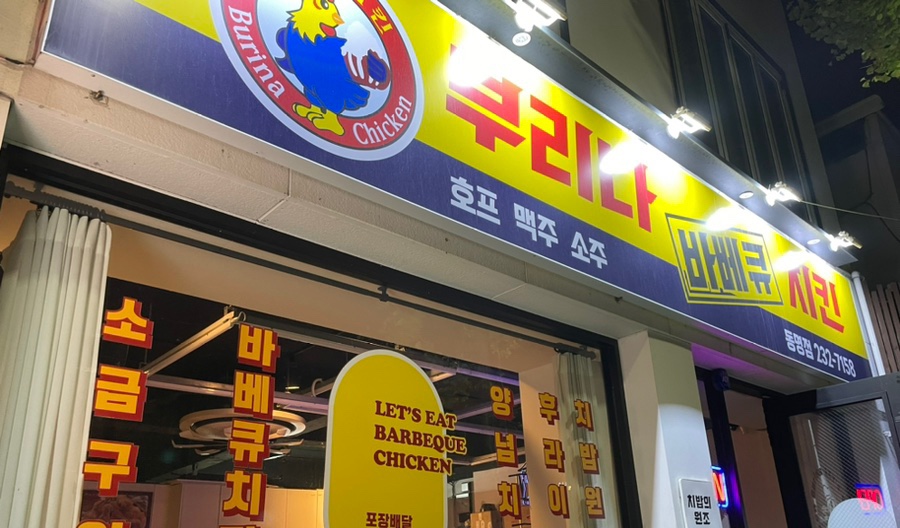 Burina Chicken
부리나
바베큐 치킨
호프 맥주 소주
동명점 232-7158
소금구
바베큐치
LET'S EAT
BARBEQUE
CHICKEN
포장배달
양념치
후라이
치밥원
치밥의
원조